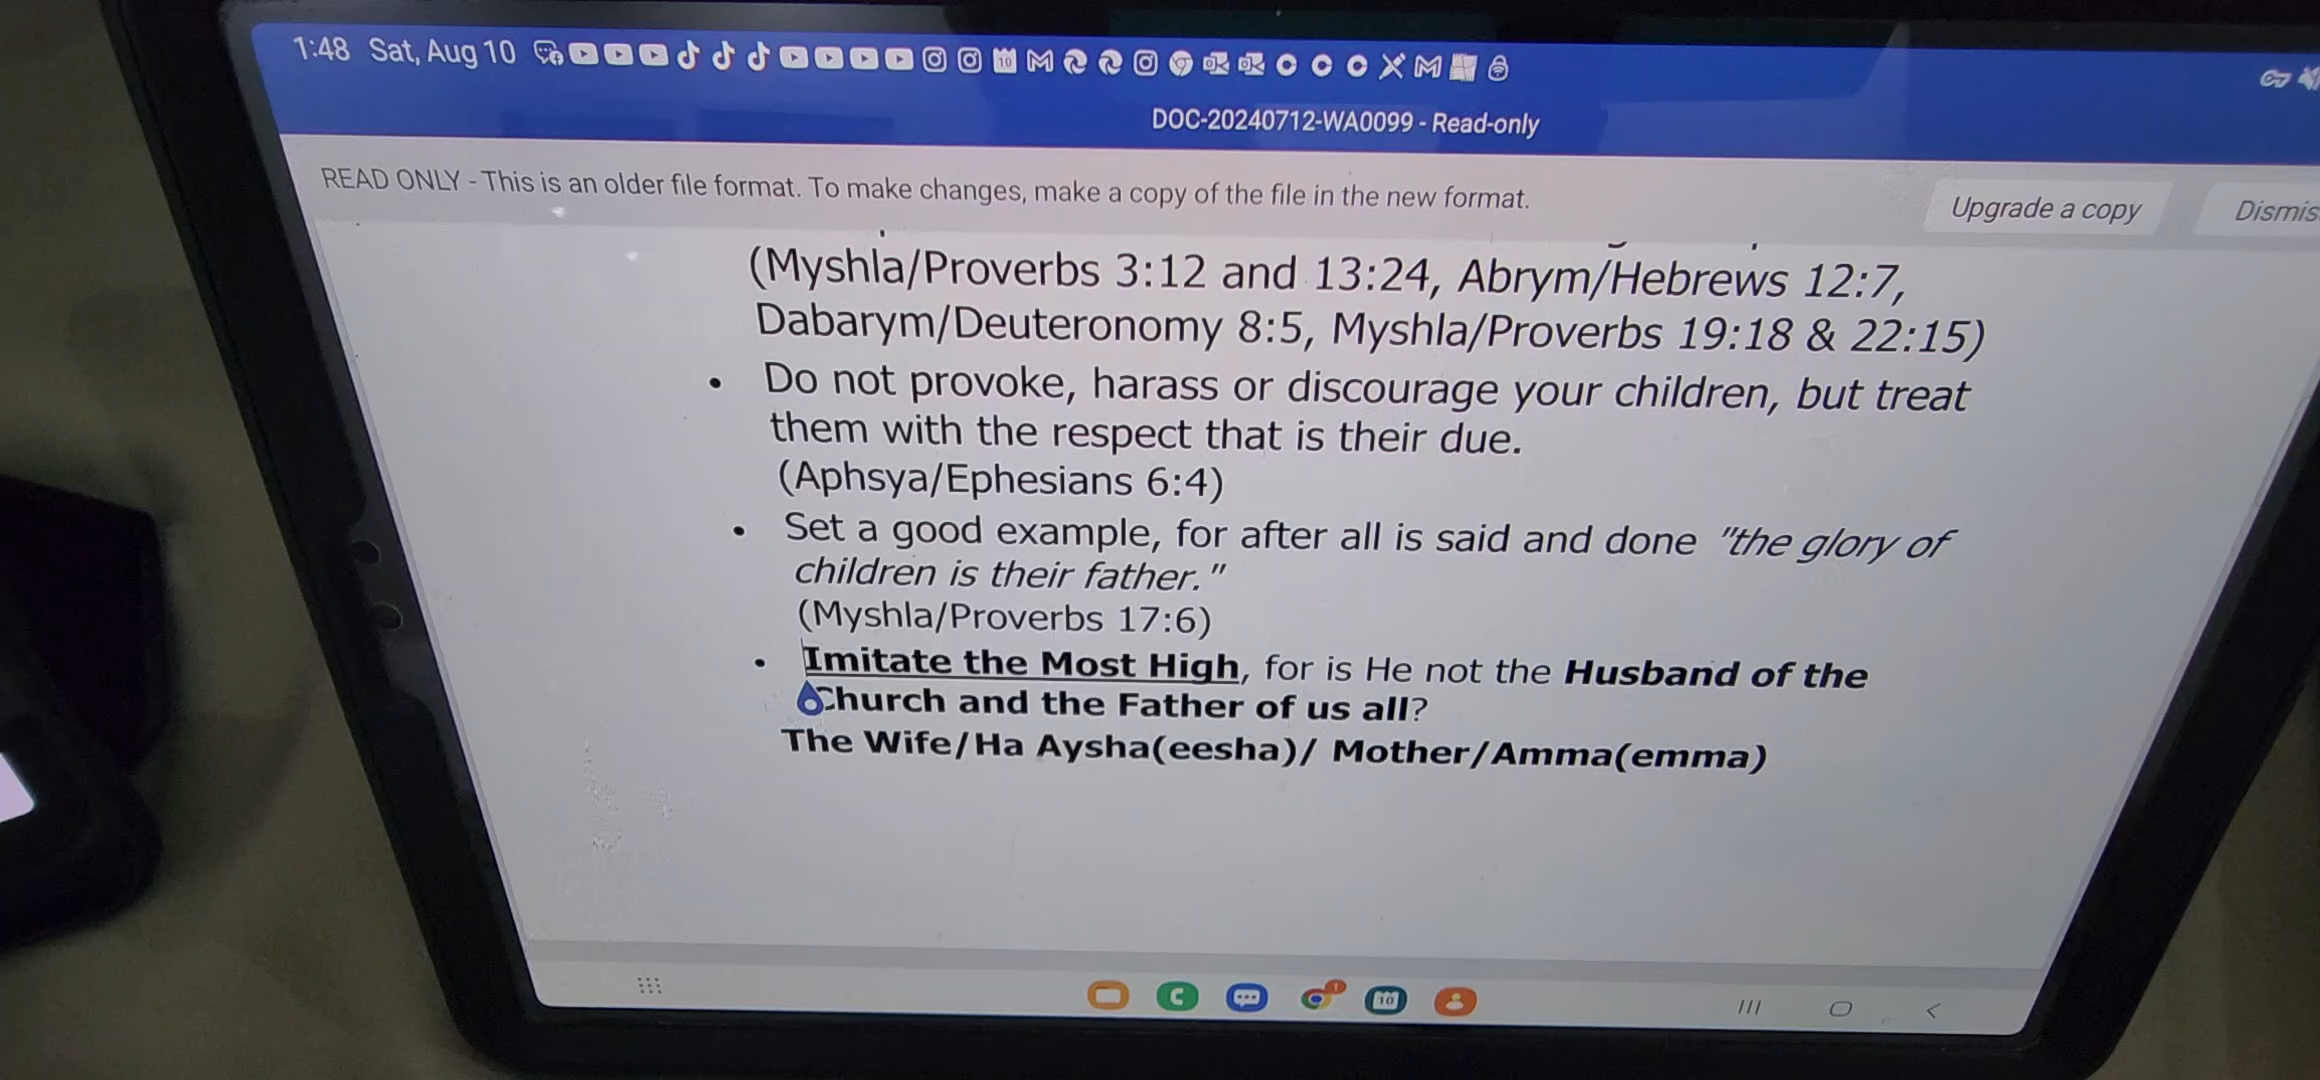 1:48 Sat, Aug 10
DOC-20240712-WA0099 - Read-only
READ ONLY - This is an older file format. To make changes, make a copy of the file in the new format.
Upgrade a copy
Dismis
(Myshla/Proverbs 3:12 and 13:24, Abrym/Hebrews 12:7,
Dabarym/Deuteronomy 8:5, Myshla/Proverbs 19:18 & 22:15)
• Do not provoke, harass or discourage your children, but treat
them with the respect that is their due.
(Aphsya/Ephesians 6:4)
• Set a good example, for after all is said and done "the glory of
children is their father."
(Myshla/Proverbs 17:6)
• Imitate the Most High, for is He not the Husband of the
Church and the Father of us all?
The Wife/Ha Aysha(eesha)/ Mother/Amma(emma)